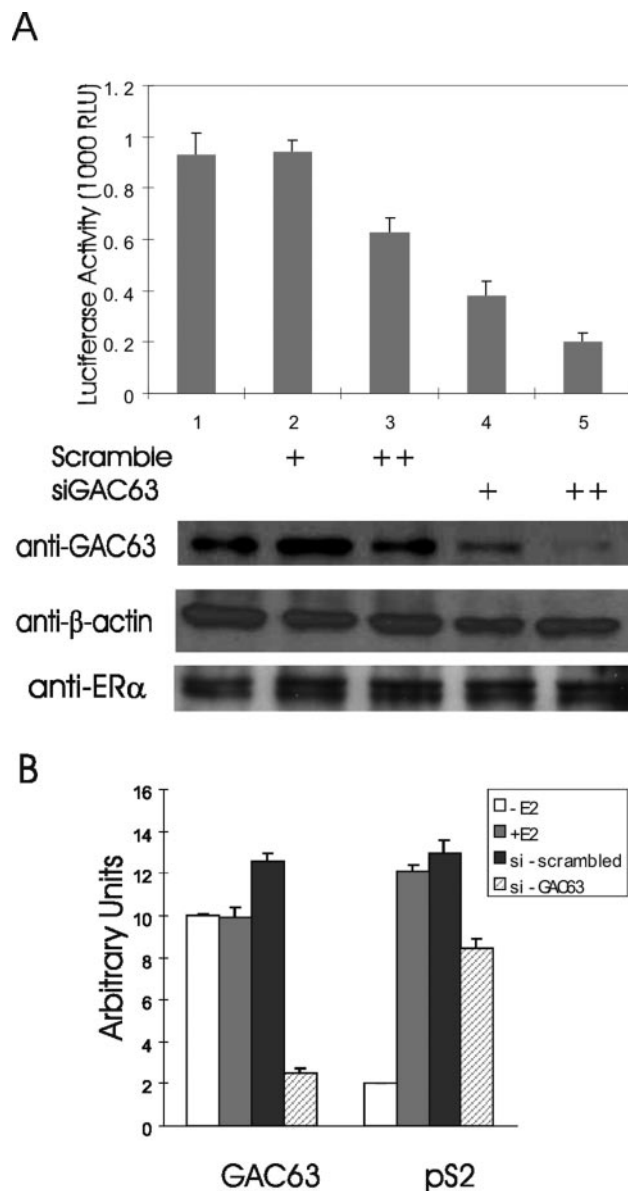 A
Luciferase Activity (1000 RLU)
1. 2
1
0. 8
0. 6
0. 4
0. 2
0
1 2 3 4 5
Scramble + ++
siGAC63 + ++
anti-GAC63
anti-β-actin
anti-ERα
B
Arbitrary Units
16
14
12
10
8
6
4
2
0
- E2
+E2
si - scrambled
si - GAC63
GAC63 pS2